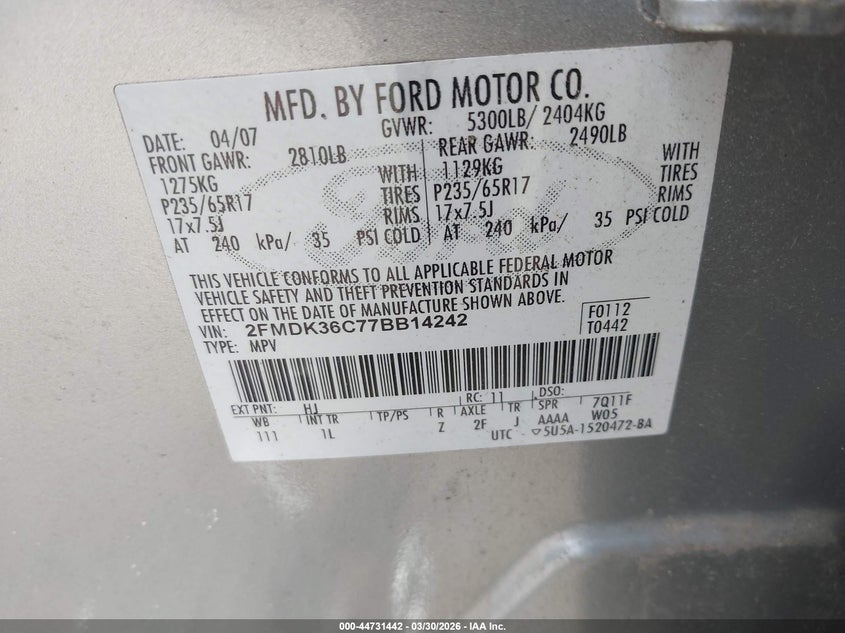 MFD. BY FORD MOTOR CO.
DATE: 04/07 GVWR: 5300LB/ 2404KG
FRONT GAWR: 2810LB REAR GAWR: 2490LB
1275KG WITH 1129KG WITH
P235/65R17 TIRES P235/65R17 TIRES
17x7.5J RIMS 17x7.5J RIMS
AT 240 kPa/ 35 PSI COLD AT 240 kPa/ 35 PSI COLD
THIS VEHICLE CONFORMS TO ALL APPLICABLE FEDERAL MOTOR
VEHICLE SAFETY AND THEFT PREVENTION STANDARDS IN
EFFECT ON THE DATE OF MANUFACTURE SHOWN ABOVE.
VIN: 2FMDK36C77BB14242 F0112
TYPE: MPV T0442
EXT PNT: HJ RC: 11 DSO:
WB INT TR TP/PS R AXLE TR SPR 7Q11F
111 1L Z 2F J AAAA W05
UTC ▽5U5A-1520472-BA
000-44731442 - 03/30/2026 - IAA Inc.